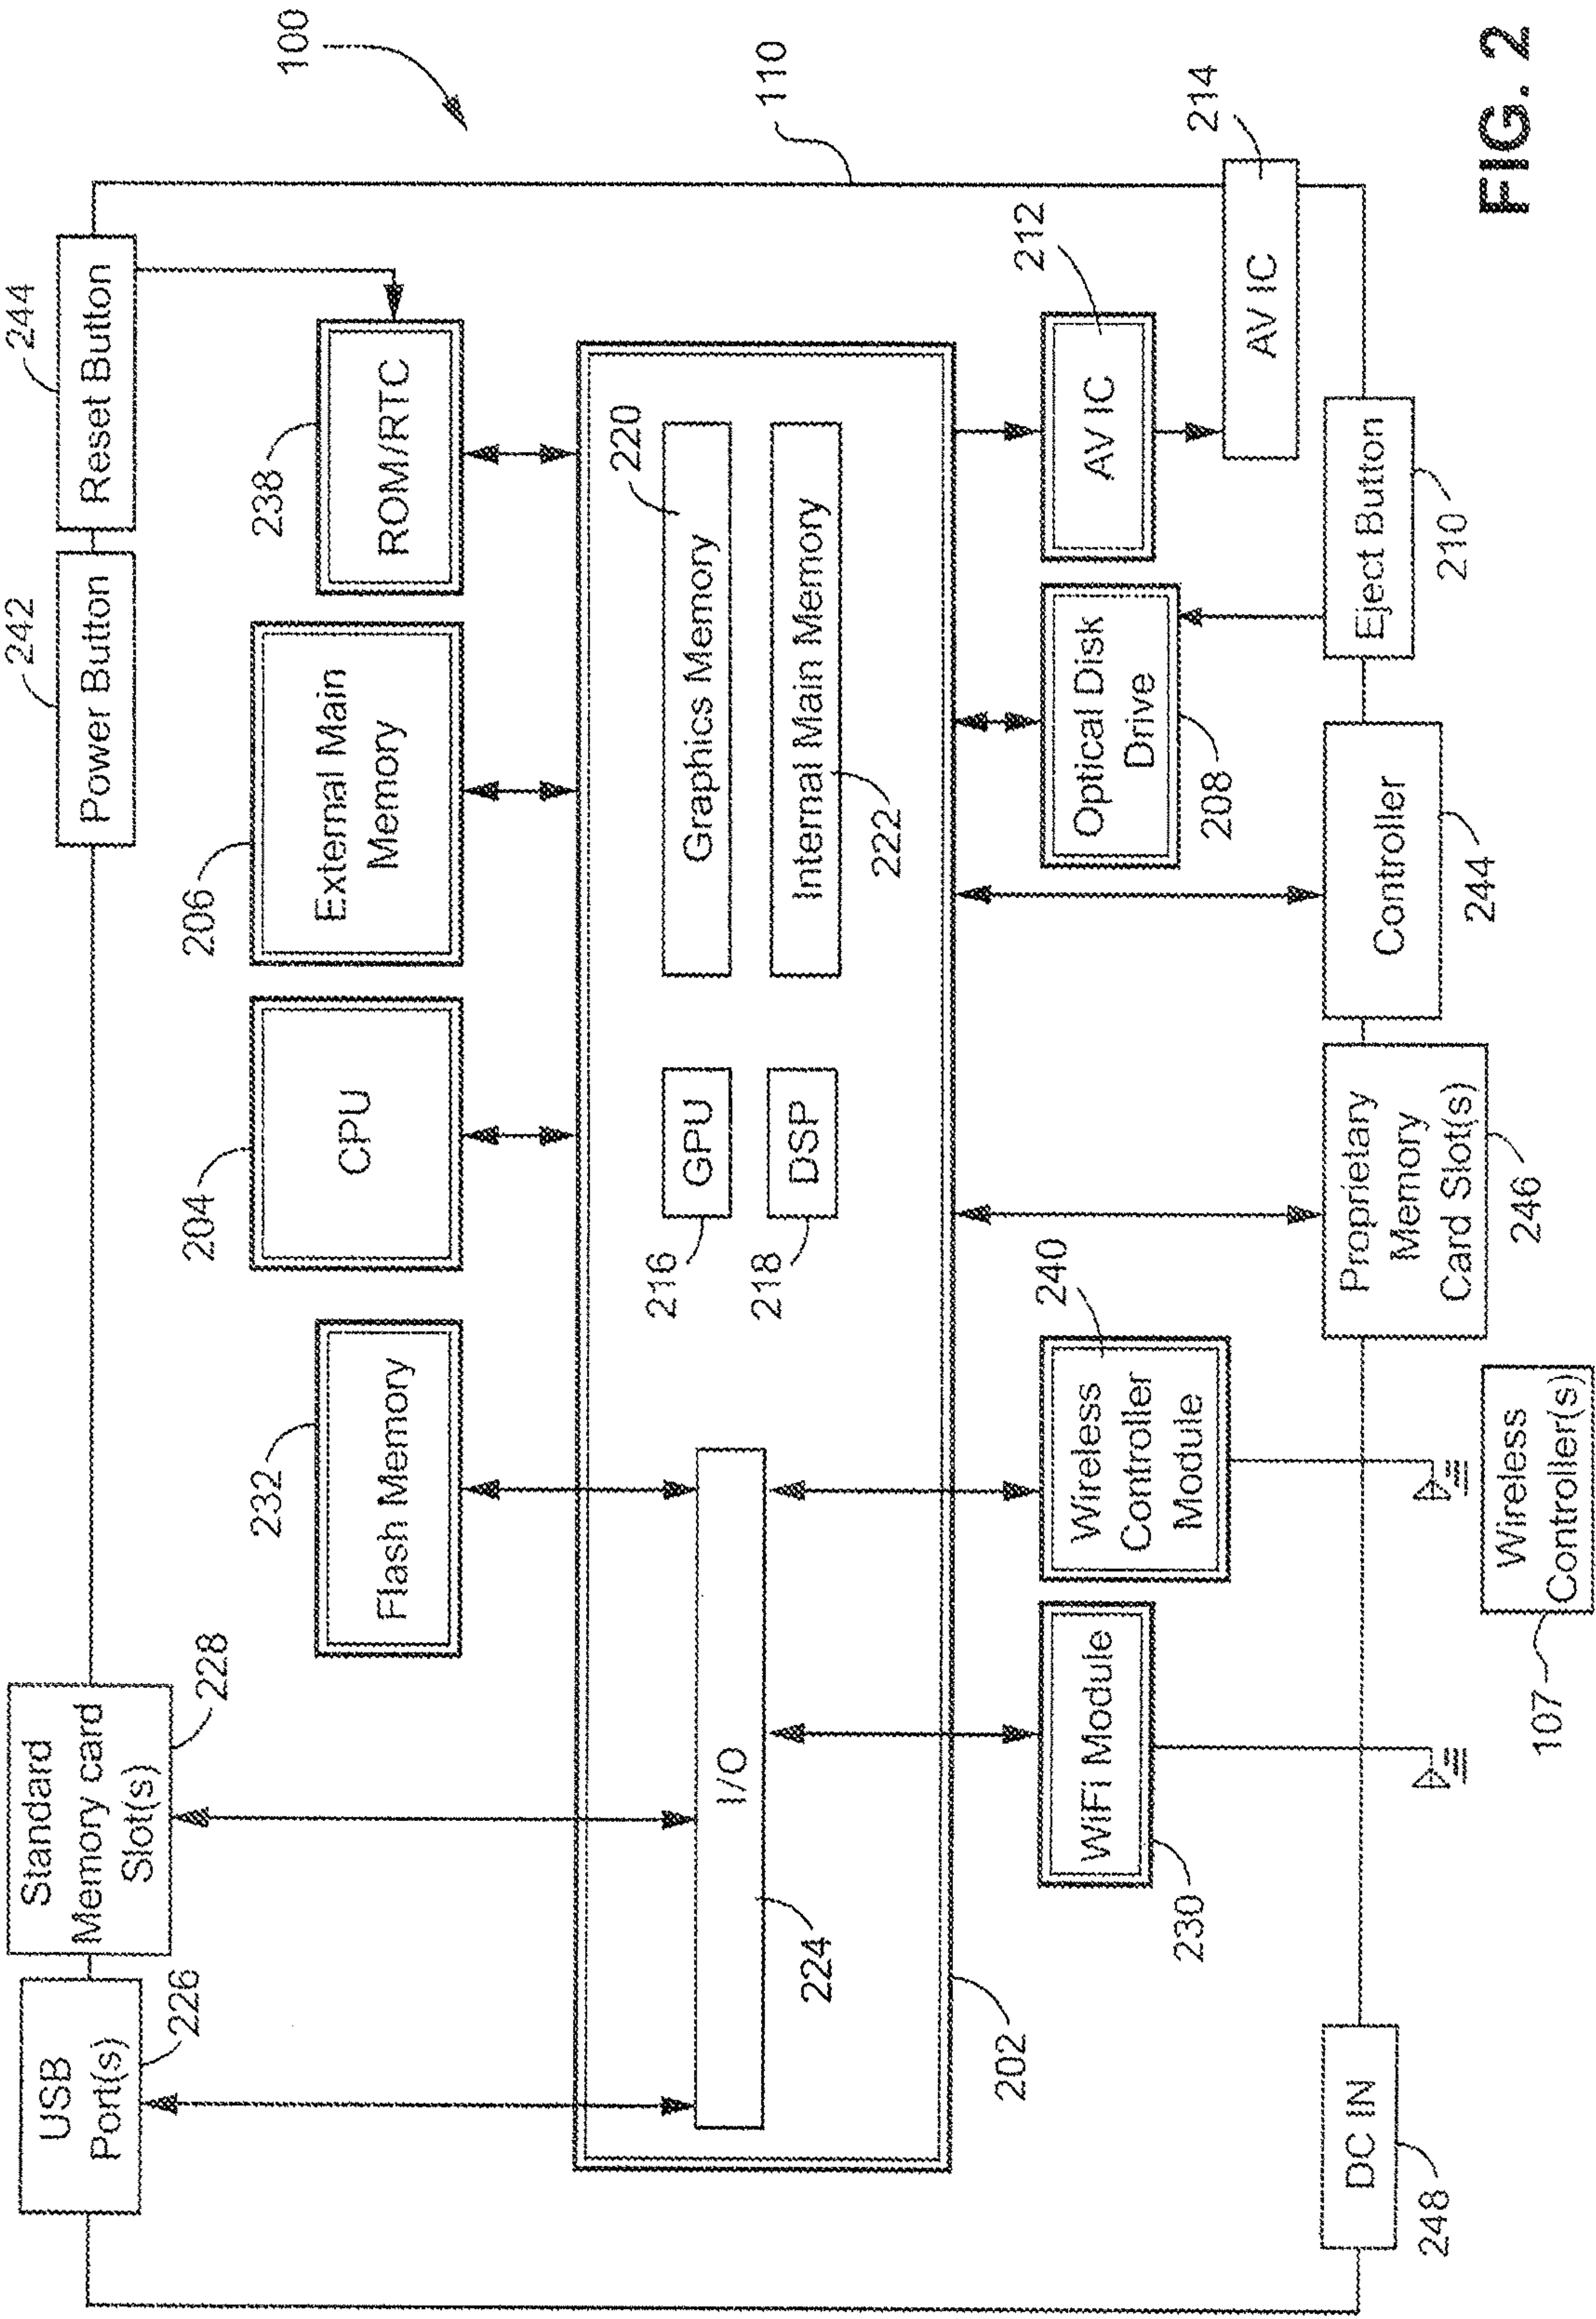 100
244
242
Reset Button
Power Button
110
228
Standard
Memory card
Slot(s)
226
USB
Port(s)
238
ROM/RTC
206
External Main
Memory
204
CPU
232
Flash Memory
220
Graphics Memory
Internal Main Memory
222
GPU
216
DSP
218
I/O
224
202
214
AV IC
212
AV IC
Optical Disk
Drive
208
Eject Button
210
Controller
244
Proprietary
Memory
Card Slot(s)
246
240
Wireless
Controller
Module
WiFi Module
230
Wireless
Controller(s)
107
DC IN
248
FIG. 2